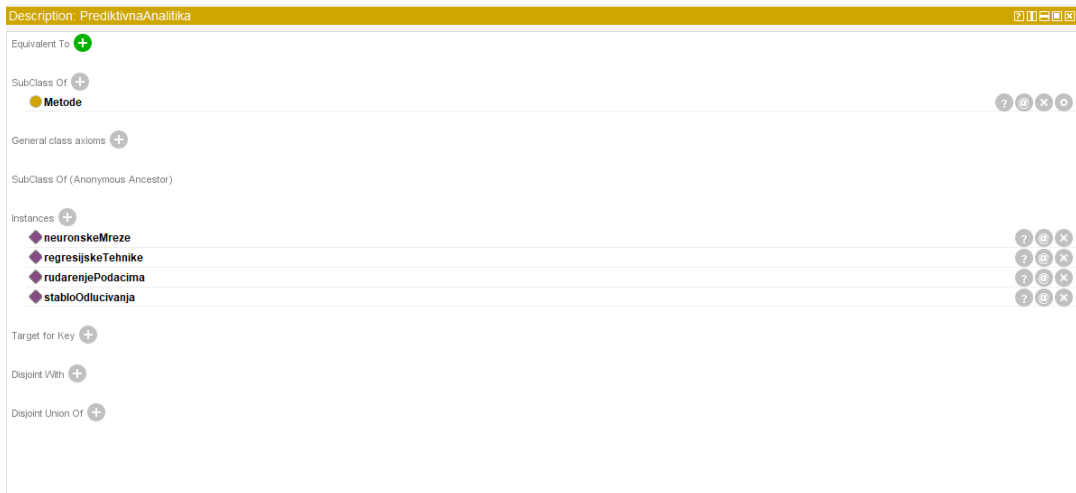 Description: PrediktivnaAnalitika
Equivalent To
SubClass Of
Metode
General class axioms
SubClass Of (Anonymous Ancestor)
Instances
neuronskeMreze
regresijskeTehnike
rudarenjePodacima
stabloOdlucivanja
Target for Key
Disjoint With
Disjoint Union Of